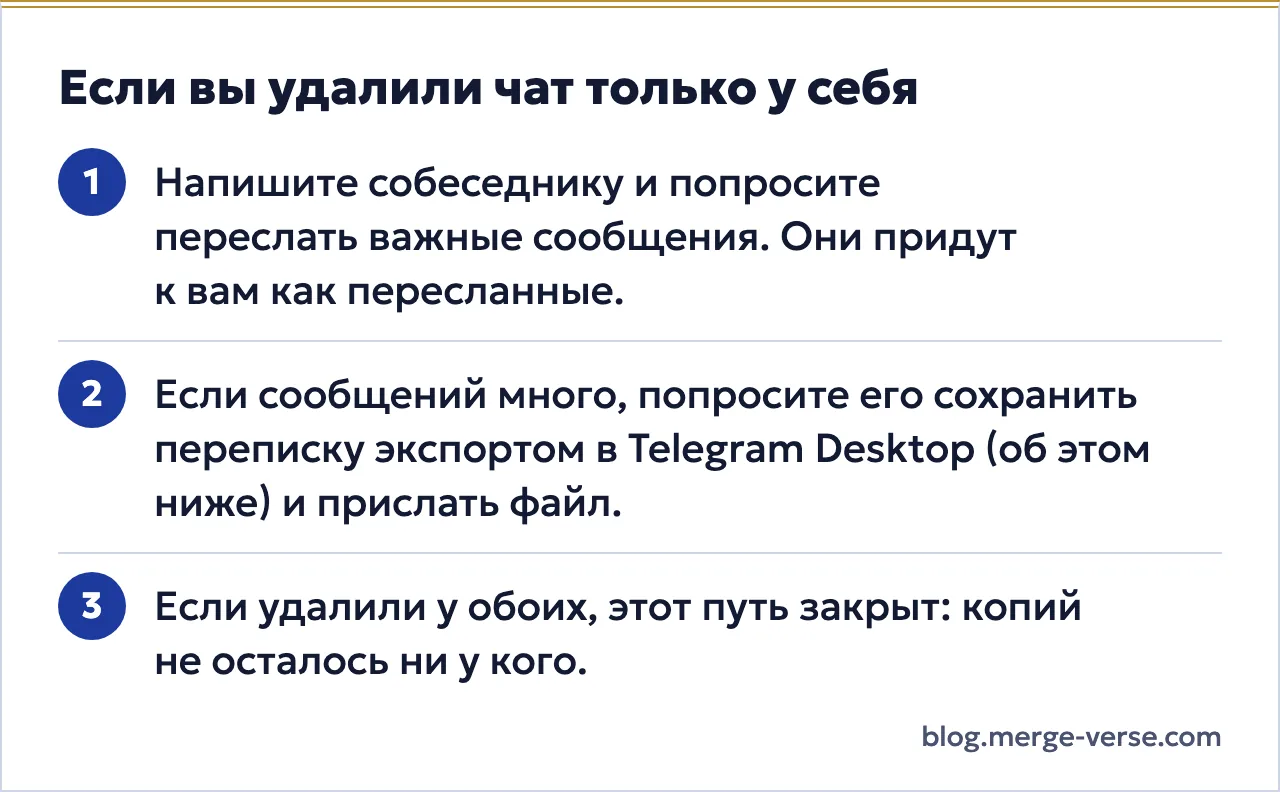 Если вы удалили чат только у себя
1
Напишите собеседнику и попросите
переслать важные сообщения. Они придут
к вам как пересланные.
2
Если сообщений много, попросите его сохранить
переписку экспортом в Telegram Desktop (об этом
ниже) и прислать файл.
3
Если удалили у обоих, этот путь закрыт: копий
не осталось ни у кого.
blog.merge-verse.com